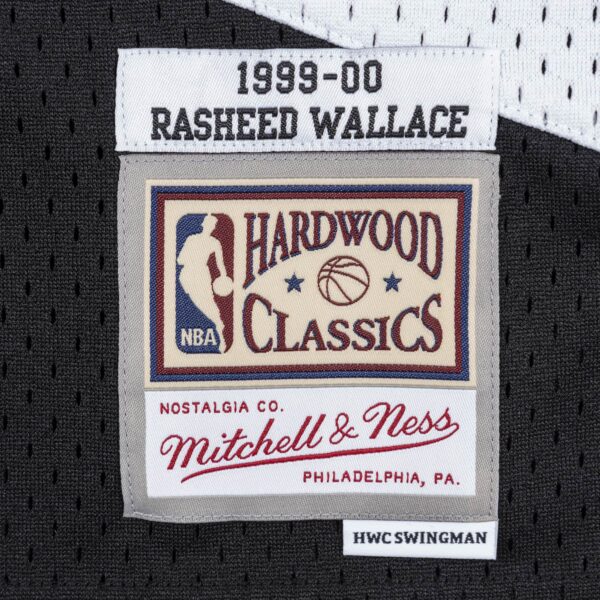 1999-00
RASHEED WALLACE
HARDWOOD
CLASSICS
NBA
NOSTALGIA CO.
Mitchell & Ness
PHILADELPHIA, PA.
HWC SWINGMAN